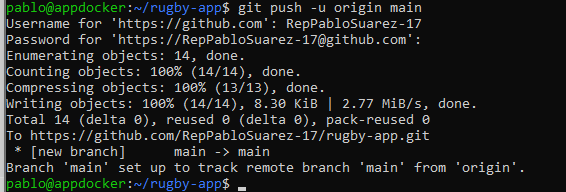 pablo@appdocker:~/rugby-app$ git push -u origin main
Username for 'https://github.com': RepPabloSuarez-17
Password for 'https://RepPabloSuarez-17@github.com':
Enumerating objects: 14, done.
Counting objects: 100% (14/14), done.
Compressing objects: 100% (13/13), done.
Writing objects: 100% (14/14), 8.30 KiB | 2.77 MiB/s, done.
Total 14 (delta 0), reused 0 (delta 0), pack-reused 0
To https://github.com/RepPabloSuarez-17/rugby-app.git
 * [new branch]      main -> main
Branch 'main' set up to track remote branch 'main' from 'origin'.
pablo@appdocker:~/rugby-app$